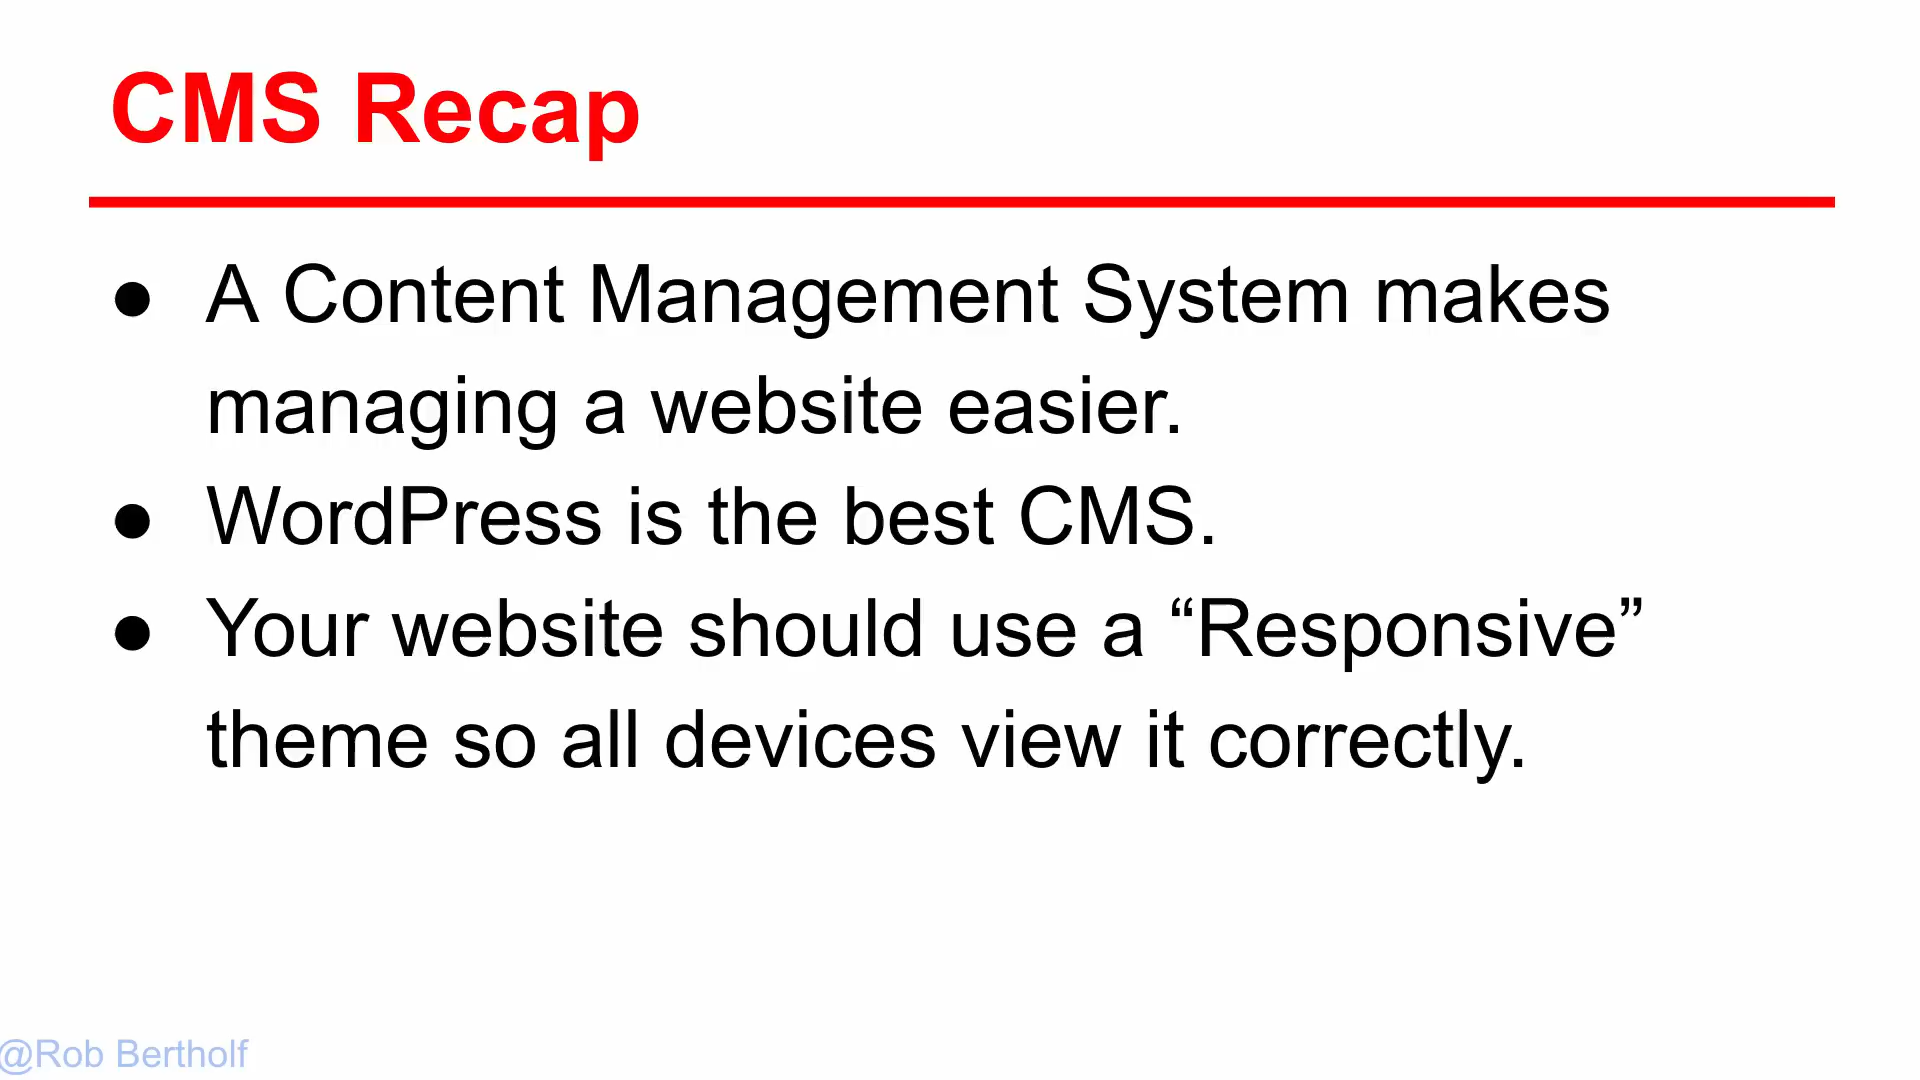 CMS Recap
● A Content Management System makes
managing a website easier.
● WordPress is the best CMS.
● Your website should use a “Responsive”
theme so all devices view it correctly.
@Rob Bertholf